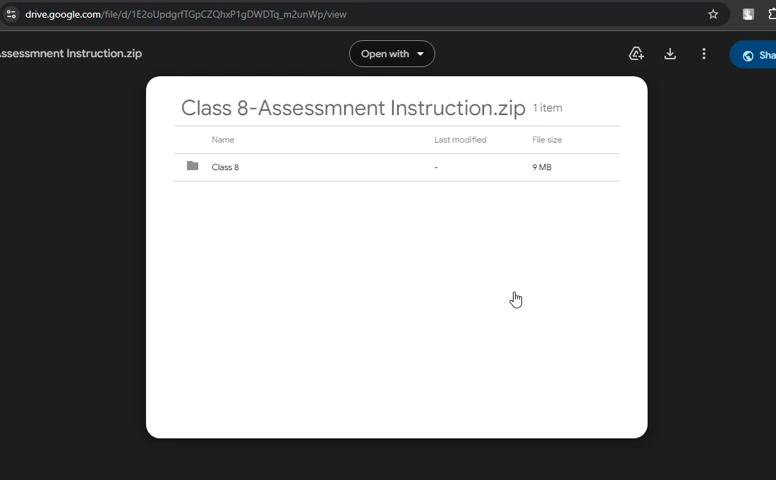 drive.google.com/file/d/1E2oUpdgrfTGpCZQhxP1gDWDTq_m2unWp/view
ssessmnent Instruction.zip
Open with
Sha
Class 8-Assessmnent Instruction.zip 1 item
Name Last modified File size
Class 8 - 9 MB